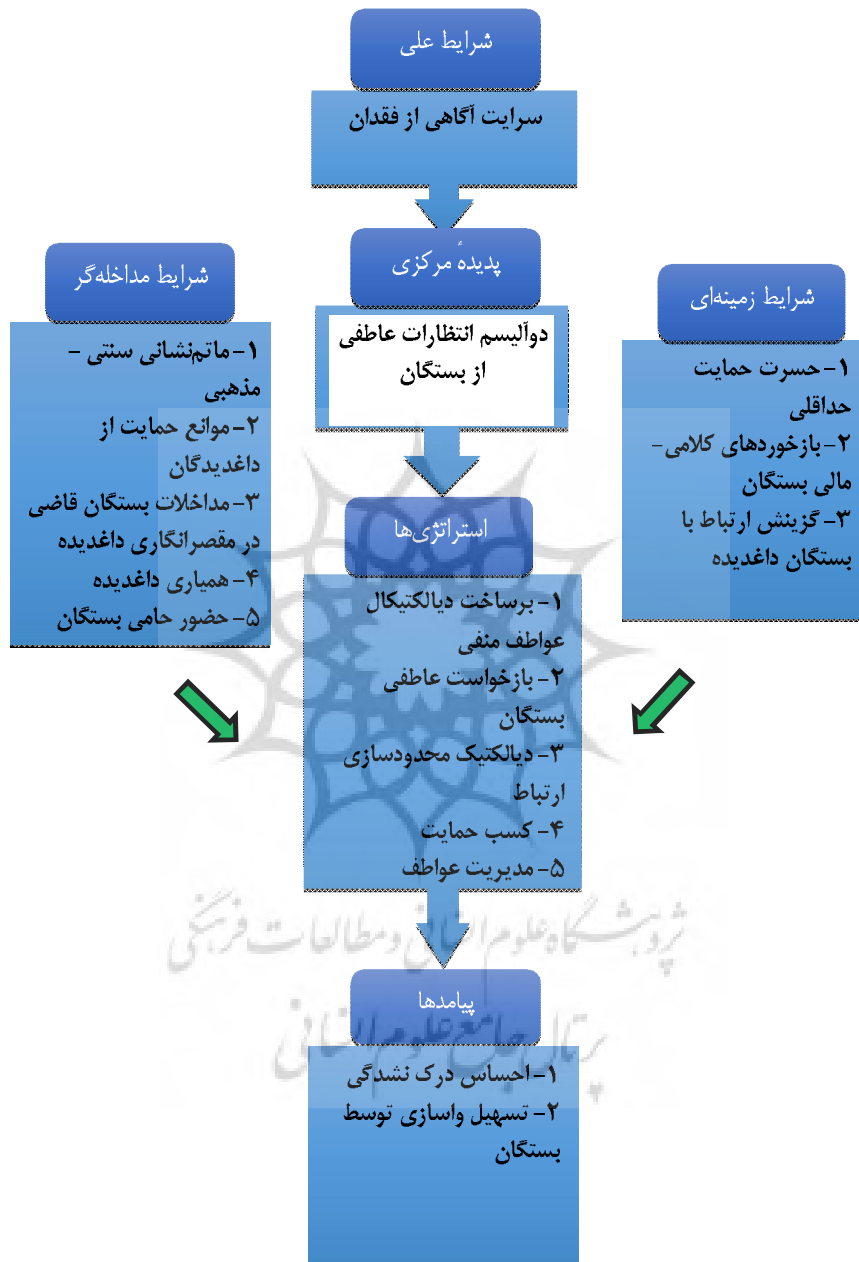 شرایط علی
سرایت آگاهی از فقدان
پدیدهٔ مرکزی
دوآلیسم انتظارات عاطفی
از بستگان
شرایط زمینه‌ای
۱- حسرت حمایت
حداقلی
۲- بازخوردهای کلامی-
مالی بستگان
۳- گزینش ارتباط با
بستگان داغدیده
شرایط مداخله‌گر
۱- ماتم‌نشانی سنتی -
مذهبی
۲- موانع حمایت از
داغدیدگان
۳- مداخلات بستگان قاضی
در مقصرانگاری داغدیده
۴- همیاری داغدیده
۵- حضور حامی بستگان
استراتژی‌ها
۱- برساخت دیالکتیکال
عواطف منفی
۲- بازخواست عاطفی
بستگان
۳- دیالکتیک محدودسازی
ارتباط
۴- کسب حمایت
۵- مدیریت عواطف
پیامدها
۱- احساس درک نشدگی
۲- تسهیل واسازی توسط
بستگان
پژوهشگاه علوم انسانی و مطالعات فرهنگی
پرتال جامع علوم انسانی